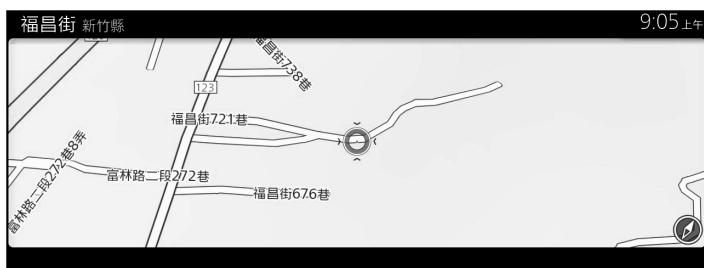 福昌街 新竹縣
9:05 上午
福昌街738巷
123
福昌街721巷
富林路二段272巷8弄
富林路二段272巷
福昌街676巷